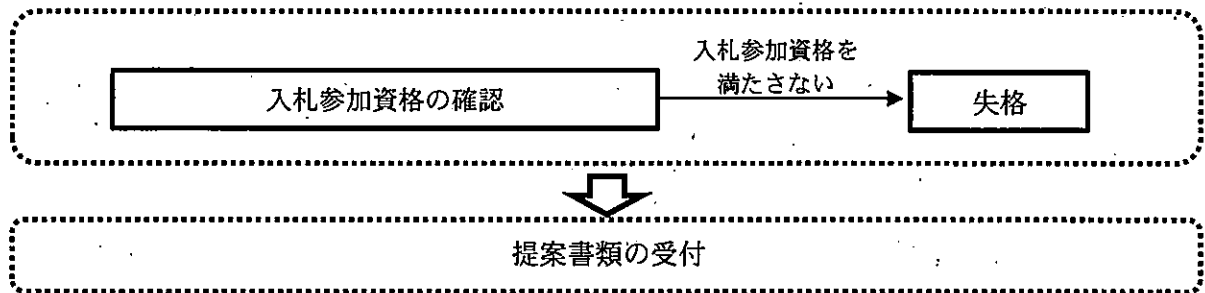 入札参加資格を
満たさない
入札参加資格の確認
失格
提案書類の受付